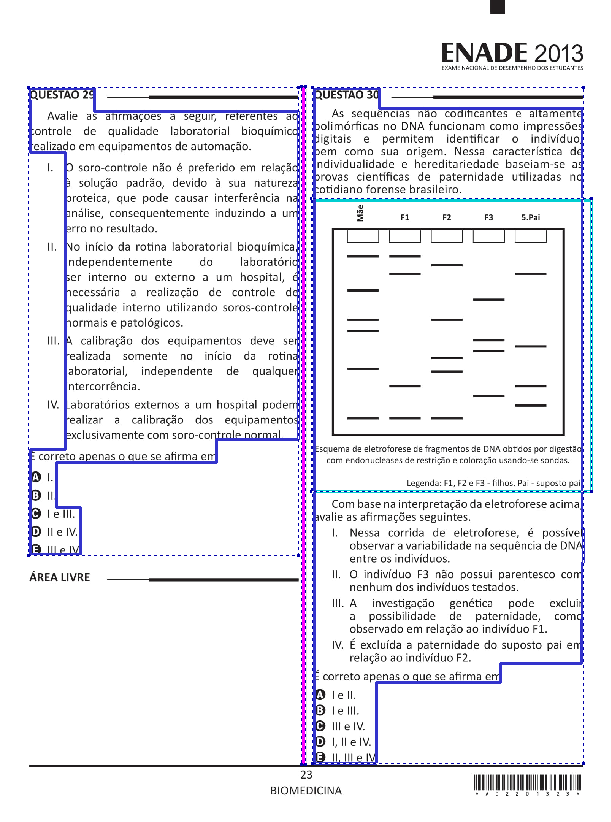 ENADE 2013
EXAME NACIONAL DE DESEMPENHO DOS ESTUDANTES
QUESTÃO 29
Avalie as afirmações a seguir, referentes ao
controle de qualidade laboratorial bioquímico
realizado em equipamentos de automação.
I. O soro-controle não é preferido em relação
à solução padrão, devido à sua natureza
proteica, que pode causar interferência na
análise, consequentemente induzindo a um
erro no resultado.
II. No início da rotina laboratorial bioquímica,
independentemente do laboratório
ser interno ou externo a um hospital, é
necessária a realização de controle de
qualidade interno utilizando soros-controle
normais e patológicos.
III. A calibração dos equipamentos deve ser
realizada somente no início da rotina
laboratorial, independente de qualquer
intercorrência.
IV. Laboratórios externos a um hospital podem
realizar a calibração dos equipamentos
exclusivamente com soro-controle normal.
É correto apenas o que se afirma em
A I.
B II.
C I e III.
D II e IV.
E III e IV.
ÁREA LIVRE
QUESTÃO 30
As sequências não codificantes e altamente
polimórficas no DNA funcionam como impressões
digitais e permitem identificar o indivíduo,
bem como sua origem. Nessa característica de
individualidade e hereditariedade baseiam-se as
provas científicas de paternidade utilizadas no
cotidiano forense brasileiro.
Mãe F1 F2 F3 5.Pai
Esquema de eletroforese de fragmentos de DNA obtidos por digestão
com endonucleases de restrição e coloração usando-se sondas.
Legenda: F1, F2 e F3 - filhos. Pai - suposto pai
Com base na interpretação da eletroforese acima,
avalie as afirmações seguintes.
I. Nessa corrida de eletroforese, é possível
observar a variabilidade na sequência de DNA
entre os indivíduos.
II. O indivíduo F3 não possui parentesco com
nenhum dos indivíduos testados.
III. A investigação genética pode excluir
a possibilidade de paternidade, como
observado em relação ao indivíduo F1.
IV. É excluída a paternidade do suposto pai em
relação ao indivíduo F2.
É correto apenas o que se afirma em
A I e II.
B I e III.
C III e IV.
D I, II e IV.
E II, III e IV.
23
BIOMEDICINA
* A 0 2 2 0 1 3 2 3 *